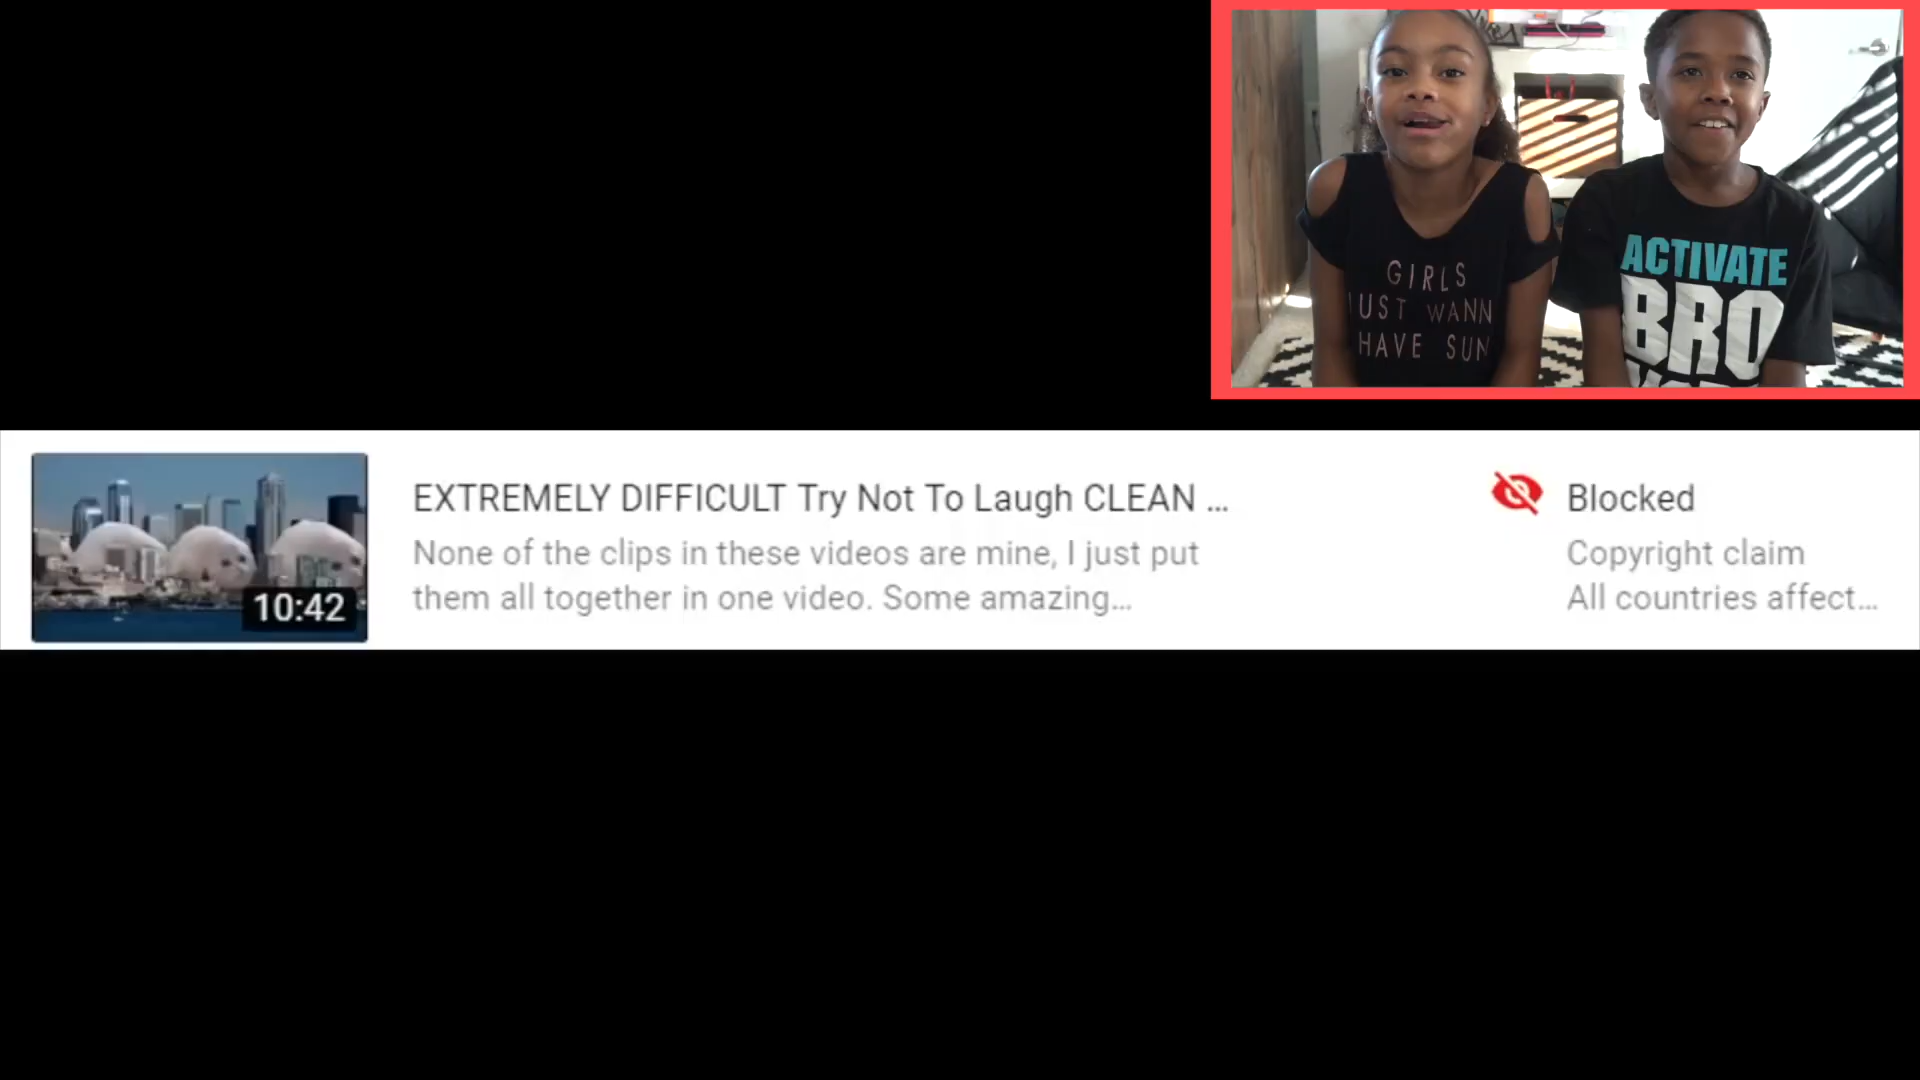 GIRLS
JUST WANN
HAVE SUN
ACTIVATE
BRO
10:42
EXTREMELY DIFFICULT Try Not To Laugh CLEAN ...
None of the clips in these videos are mine, I just put
them all together in one video. Some amazing...
Blocked
Copyright claim
All countries affect...